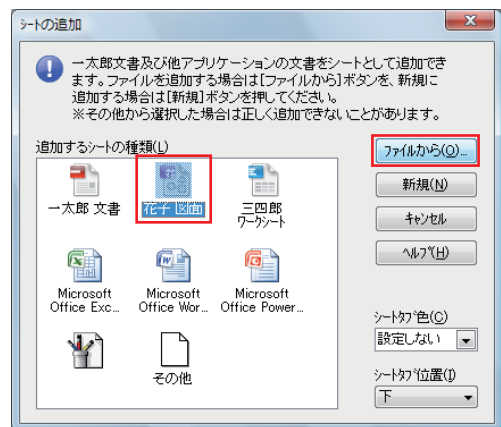 シートの追加
一太郎文書及び他アプリケーションの文書をシートとして追加でき
ます。ファイルを追加する場合は[ファイルから]ボタンを、新規に
追加する場合は[新規]ボタンを押してください。
※その他から選択した場合は正しく追加できないことがあります。
追加するシートの種類(L)
ファイルから(O)...
一太郎 文書
花子 図面
三四郎
ワークシート
新規(N)
キャンセル
ヘルプ(H)
Microsoft
Office Exc...
Microsoft
Office Wor...
Microsoft
Office Power...
その他
シートタブ色(C)
設定しない
シートタブ位置(I)
下